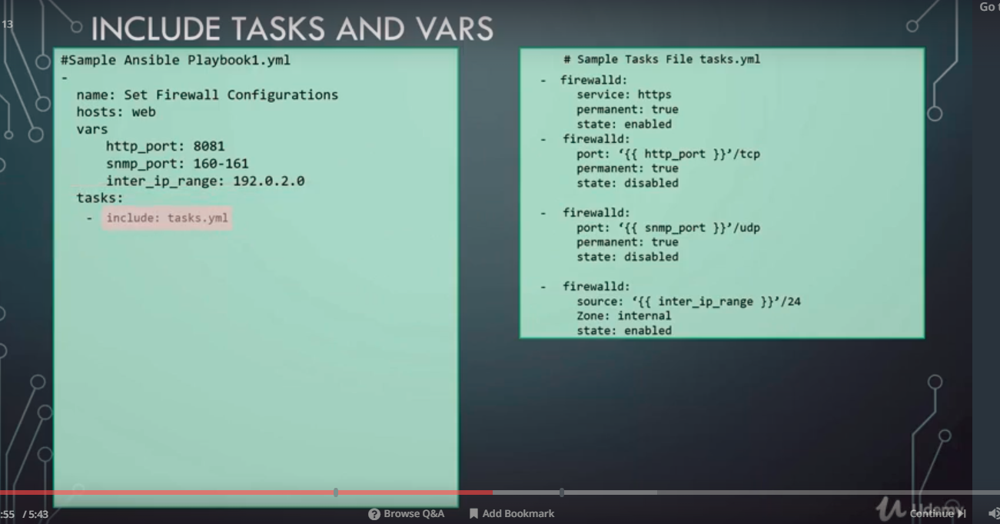 13
Go
INCLUDE TASKS AND VARS
#Sample Ansible Playbook1.yml
-
name: Set Firewall Configurations
hosts: web
vars
http_port: 8081
snmp_port: 160-161
inter_ip_range: 192.0.2.0
tasks:
- include: tasks.yml
# Sample Tasks File tasks.yml
- firewalld:
service: https
permanent: true
state: enabled
- firewalld:
port: ‘{{ http_port }}’/tcp
permanent: true
state: disabled
- firewalld:
port: ‘{{ snmp_port }}’/udp
permanent: true
state: disabled
- firewalld:
source: ‘{{ inter_ip_range }}’/24
Zone: internal
state: enabled
:55 / 5:43
Browse Q&A
Add Bookmark
Udemy
Continue